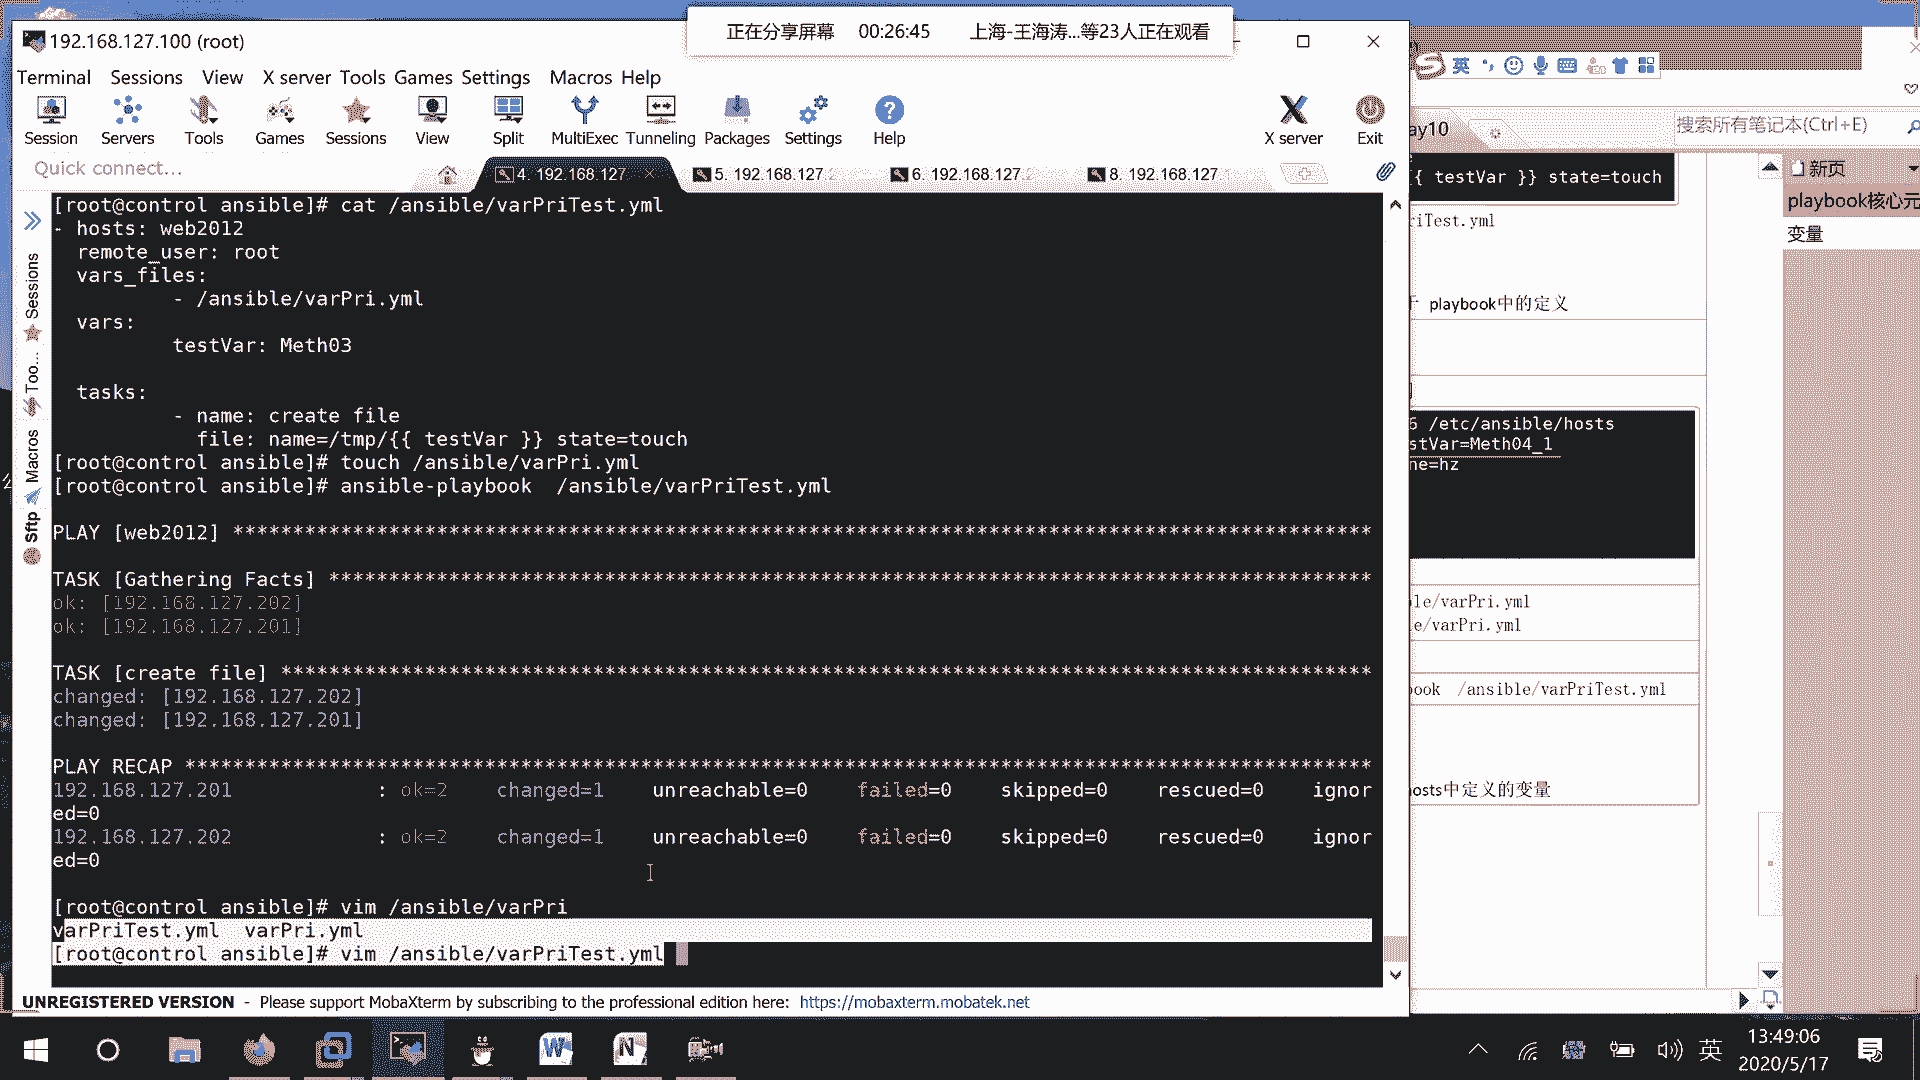 正在分享屏幕 00:26:45 上海-王海涛...等23人正在观看
192.168.127.100 (root)
Terminal Sessions View X server Tools Games Settings Macros Help
英
Session Servers Tools Games Sessions View Split MultiExec Tunneling Packages Settings Help X server Exit
ay10
搜索所有笔记本(Ctrl+E)
Quick connect...
4. 192.168.127.
5. 192.168.127.2
6. 192.168.127.2
8. 192.168.127.
Sessions
Too...
Macros
Sftp
[root@control ansible]# cat /ansible/varPriTest.yml
- hosts: web2012
remote_user: root
vars_files:
- /ansible/varPri.yml
vars:
testVar: Meth03
tasks:
- name: create file
file: name=/tmp/{{ testVar }} state=touch
[root@control ansible]# touch /ansible/varPri.yml
[root@control ansible]# ansible-playbook  /ansible/varPriTest.yml
PLAY [web2012] ************************************************************************************************
TASK [Gathering Facts] ****************************************************************************************
ok: [192.168.127.202]
ok: [192.168.127.201]
TASK [create file] ********************************************************************************************
changed: [192.168.127.202]
changed: [192.168.127.201]
PLAY RECAP ****************************************************************************************************
192.168.127.201 : ok=2 changed=1 unreachable=0 failed=0 skipped=0 rescued=0 ignor
ed=0
192.168.127.202 : ok=2 changed=1 unreachable=0 failed=0 skipped=0 rescued=0 ignor
ed=0
[root@control ansible]# vim /ansible/varPri
varPriTest.yml  varPri.yml
[root@control ansible]# vim /ansible/varPriTest.yml
UNREGISTERED VERSION - Please support MobaXterm by subscribing to the professional edition here: https://mobaxterm.mobatek.net
{ testVar }} state=touch
riTest.yml
playbook中的定义
6 /etc/ansible/hosts
stVar=Meth04_1
ne=hz
ble/varPri.yml
le/varPri.yml
book  /ansible/varPriTest.yml
hosts中定义的变量
新页
playbook核心元
变量
英
13:49:06
2020/5/17